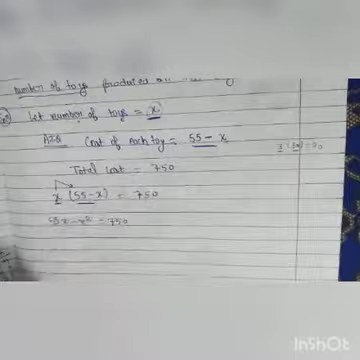 number of toys produced on
Let number of toys = x
ATQ Cost of each toy = 55 - x
Total cost = 750
x (55-x) = 750
55x - x² = 750
InShOt